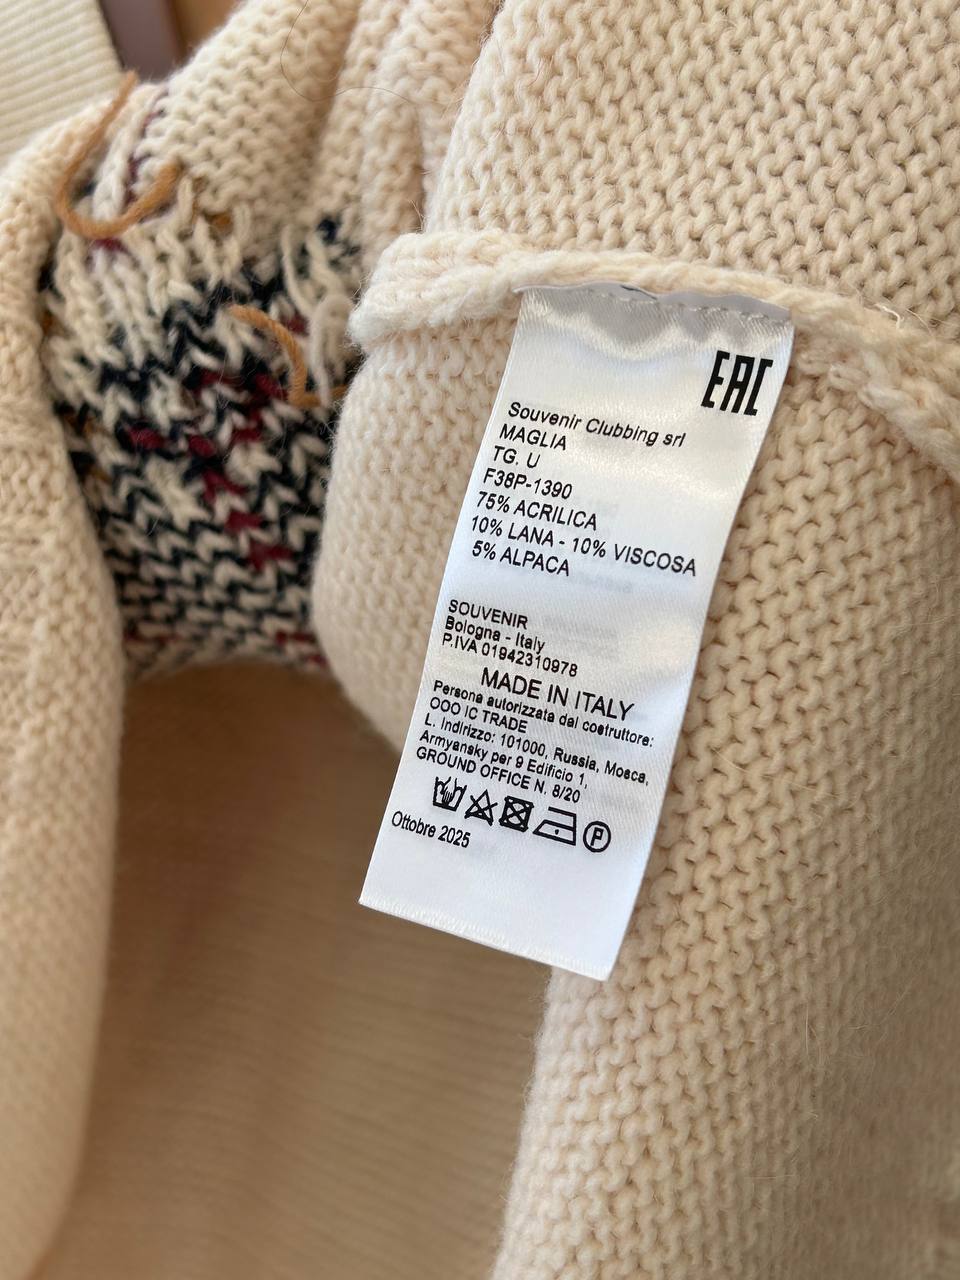 EAC
Souvenir Clubbing srl
MAGLIA
TG. U
F38P-1390
75% ACRILICA
10% LANA - 10% VISCOSA
5% ALPACA
SOUVENIR
Bologna - Italy
P.IVA 01942310978
MADE IN ITALY
Persona autorizzata dal costruttore:
OOO IC TRADE
L. Indirizzo: 101000, Russia, Mosca,
Armyansky per 9 Edificio 1,
GROUND OFFICE N. 8/20
P
Ottobre 2025